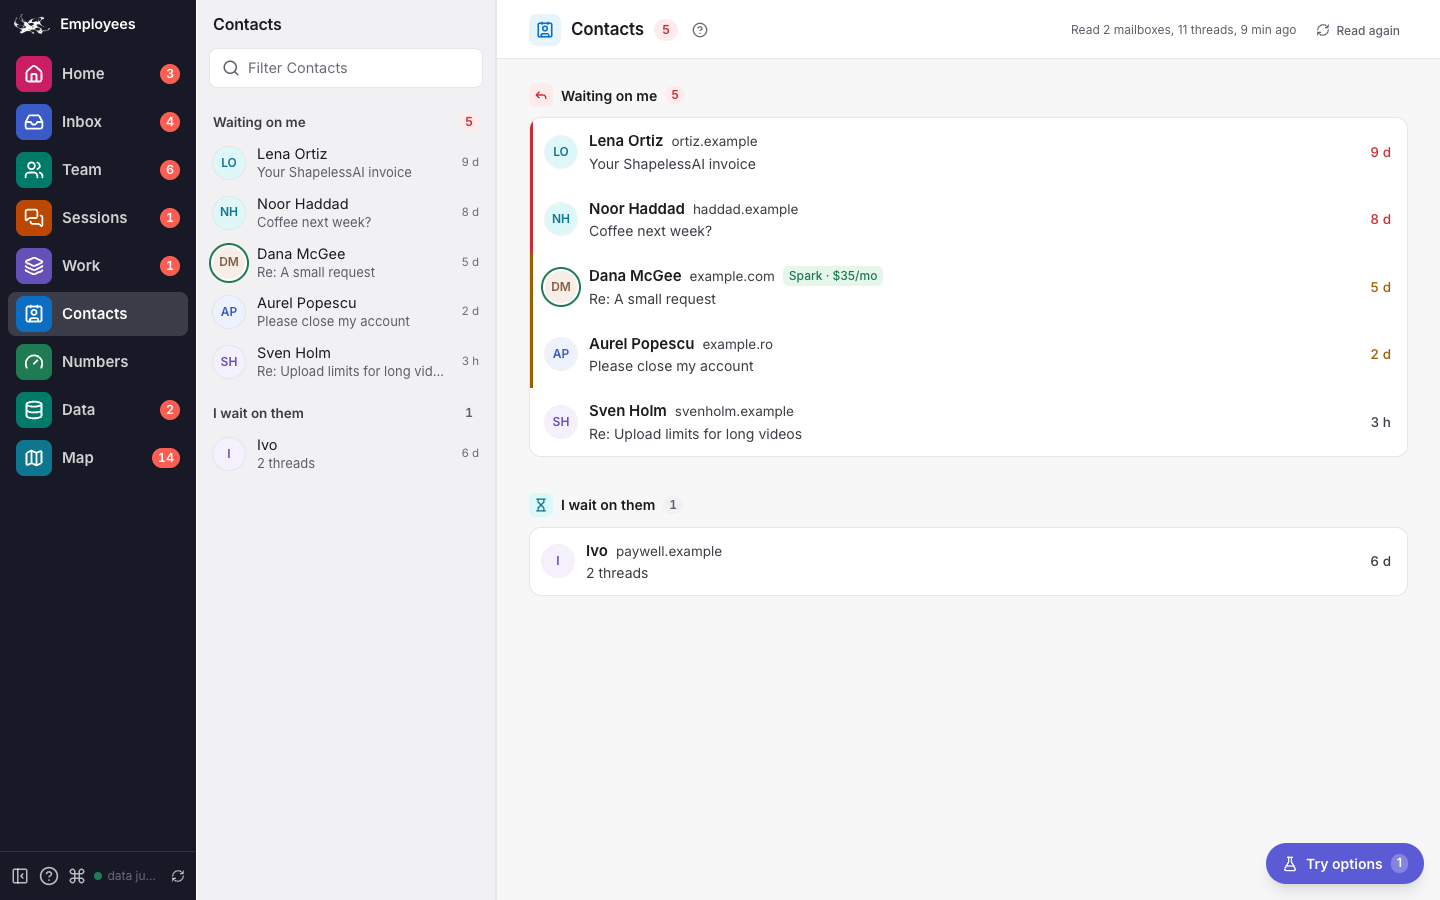 Employees
Home 3
Inbox 4
Team 6
Sessions 1
Work 1
Contacts
Numbers
Data 2
Map 14
data ju...
Contacts
Filter Contacts
Waiting on me 5
LO Lena Ortiz 9 d
Your ShapelessAI invoice
NH Noor Haddad 8 d
Coffee next week?
DM Dana McGee 5 d
Re: A small request
AP Aurel Popescu 2 d
Please close my account
SH Sven Holm 3 h
Re: Upload limits for long vid...
I wait on them 1
I Ivo 6 d
2 threads
Contacts 5
Read 2 mailboxes, 11 threads, 9 min ago Read again
Waiting on me 5
LO Lena Ortiz ortiz.example 9 d
Your ShapelessAI invoice
NH Noor Haddad haddad.example 8 d
Coffee next week?
DM Dana McGee example.com Spark · $35/mo 5 d
Re: A small request
AP Aurel Popescu example.ro 2 d
Please close my account
SH Sven Holm svenholm.example 3 h
Re: Upload limits for long videos
I wait on them 1
I Ivo paywell.example 6 d
2 threads
Try options 1